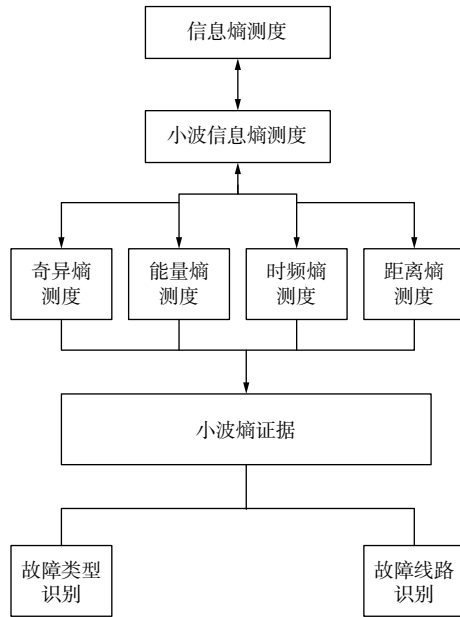 信息熵测度
小波信息熵测度
奇异熵
测度
能量熵
测度
时频熵
测度
距离熵
测度
小波熵证据
故障类型
识别
故障线路
识别